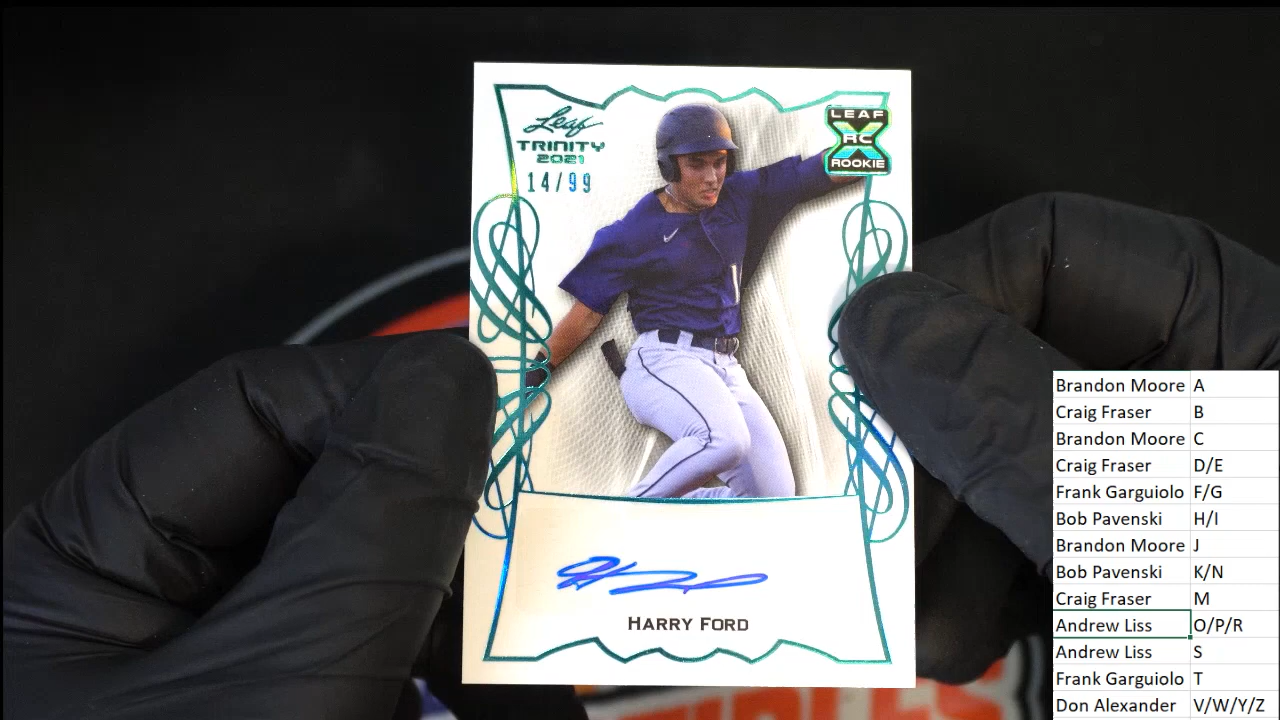 Leaf
TRINITY
2021
14/99
LEAF
X
RC
ROOKIE
HARRY FORD
Brandon Moore A
Craig Fraser B
Brandon Moore C
Craig Fraser D/E
Frank Garguiolo F/G
Bob Pavenski H/I
Brandon Moore J
Bob Pavenski K/N
Craig Fraser M
Andrew Liss O/P/R
Andrew Liss S
Frank Garguiolo T
Don Alexander V/W/Y/Z